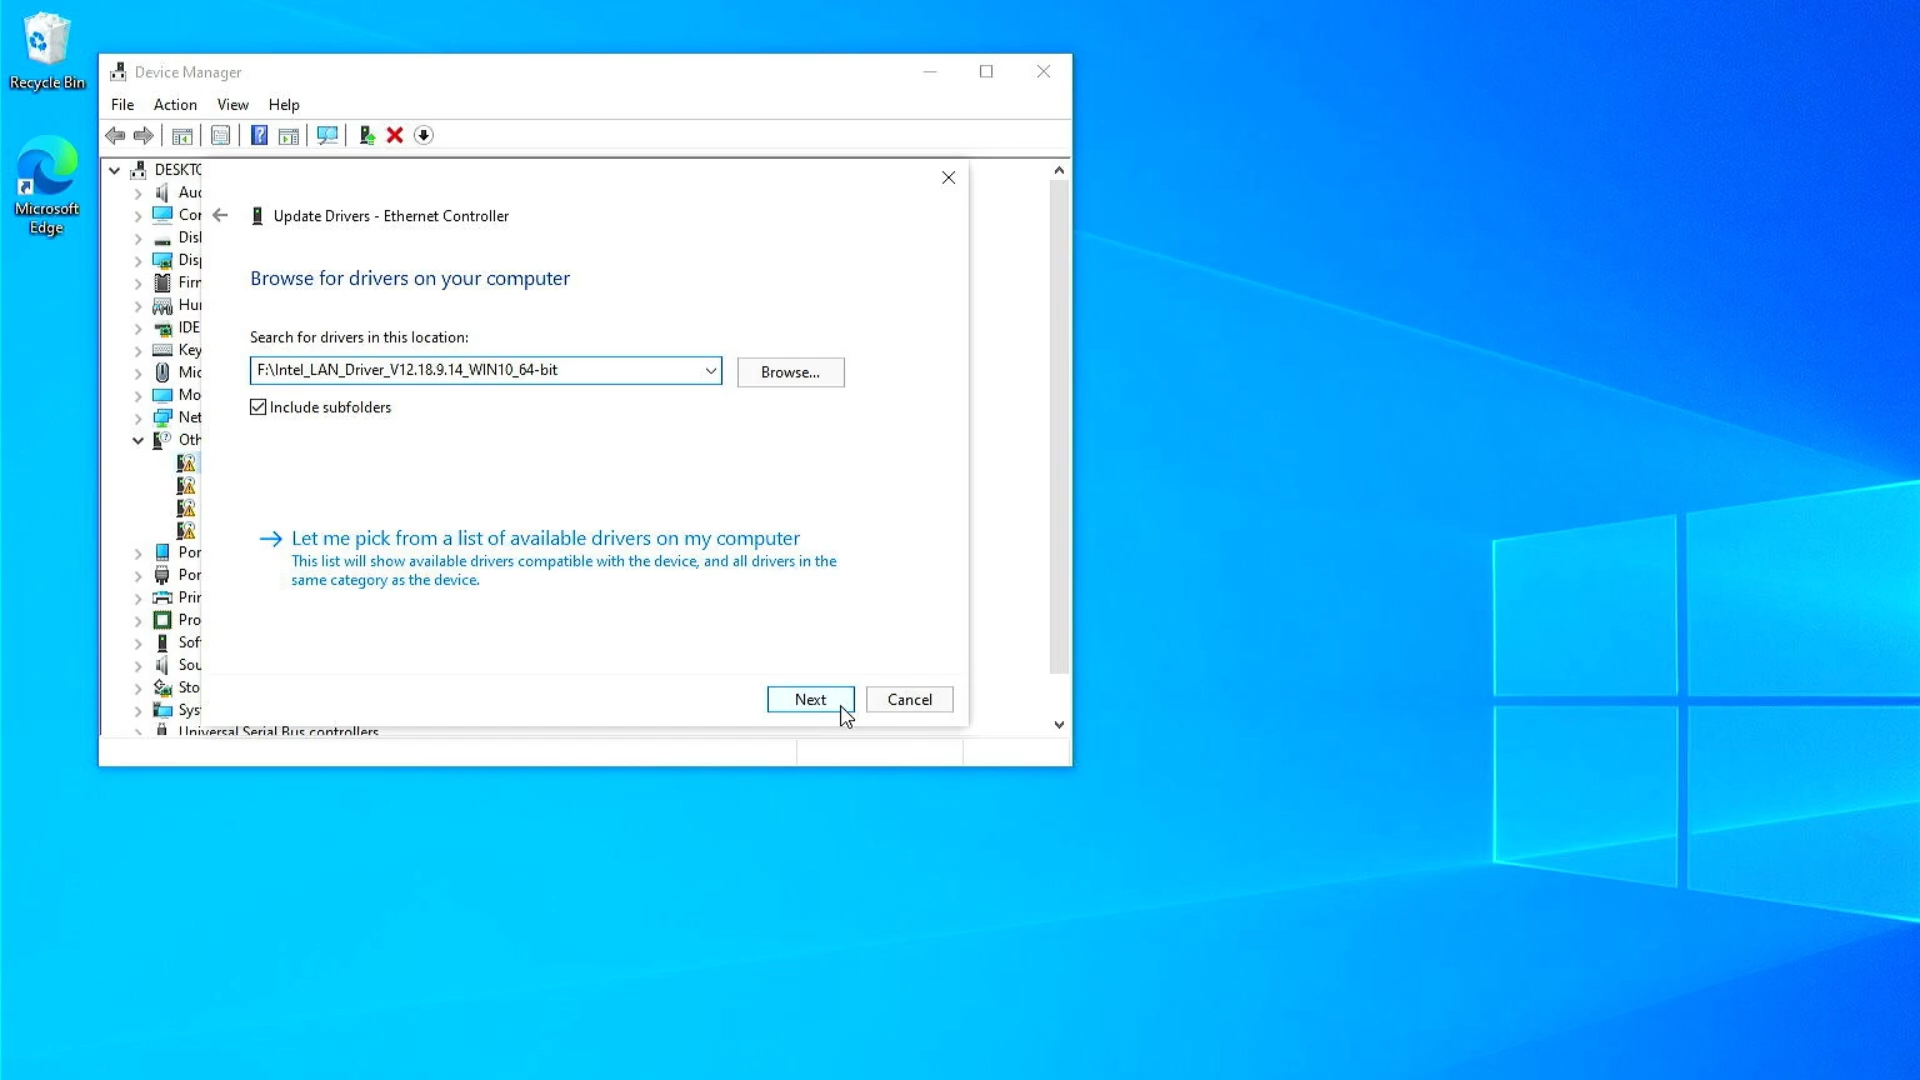 Recycle Bin
Microsoft
Edge
Device Manager
File Action View Help
DESKTO
Aud
Cor
Disl
Disp
Firr
Hur
IDE
Key
Mic
Mo
Net
Oth
Por
Por
Prin
Pro
Sof
Sou
Sto
Sys
Universal Serial Bus controllers
Update Drivers - Ethernet Controller
Browse for drivers on your computer
Search for drivers in this location:
F:\Intel_LAN_Driver_V12.18.9.14_WIN10_64-bit
Browse...
Include subfolders
Let me pick from a list of available drivers on my computer
This list will show available drivers compatible with the device, and all drivers in the
same category as the device.
Next
Cancel